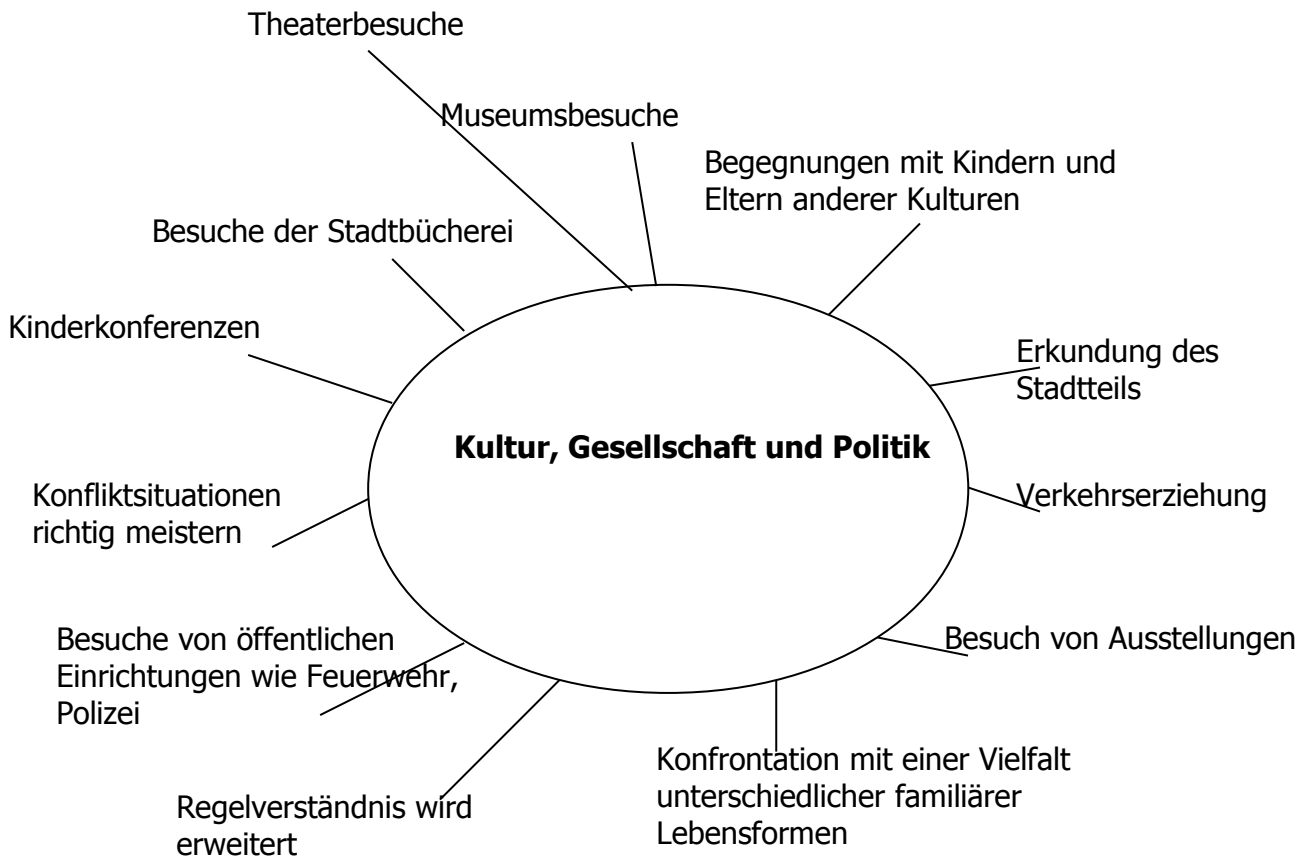 Theaterbesuche
Museumsbesuche
Begegnungen mit Kindern und
Eltern anderer Kulturen
Besuche der Stadtbücherei
Kinderkonferenzen
Erkundung des
Stadtteils
Kultur, Gesellschaft und Politik
Konfliktsituationen
richtig meistern
Verkehrserziehung
Besuche von öffentlichen
Einrichtungen wie Feuerwehr,
Polizei
Besuch von Ausstellungen
Konfrontation mit einer Vielfalt
unterschiedlicher familiärer
Lebensformen
Regelverständnis wird
erweitert